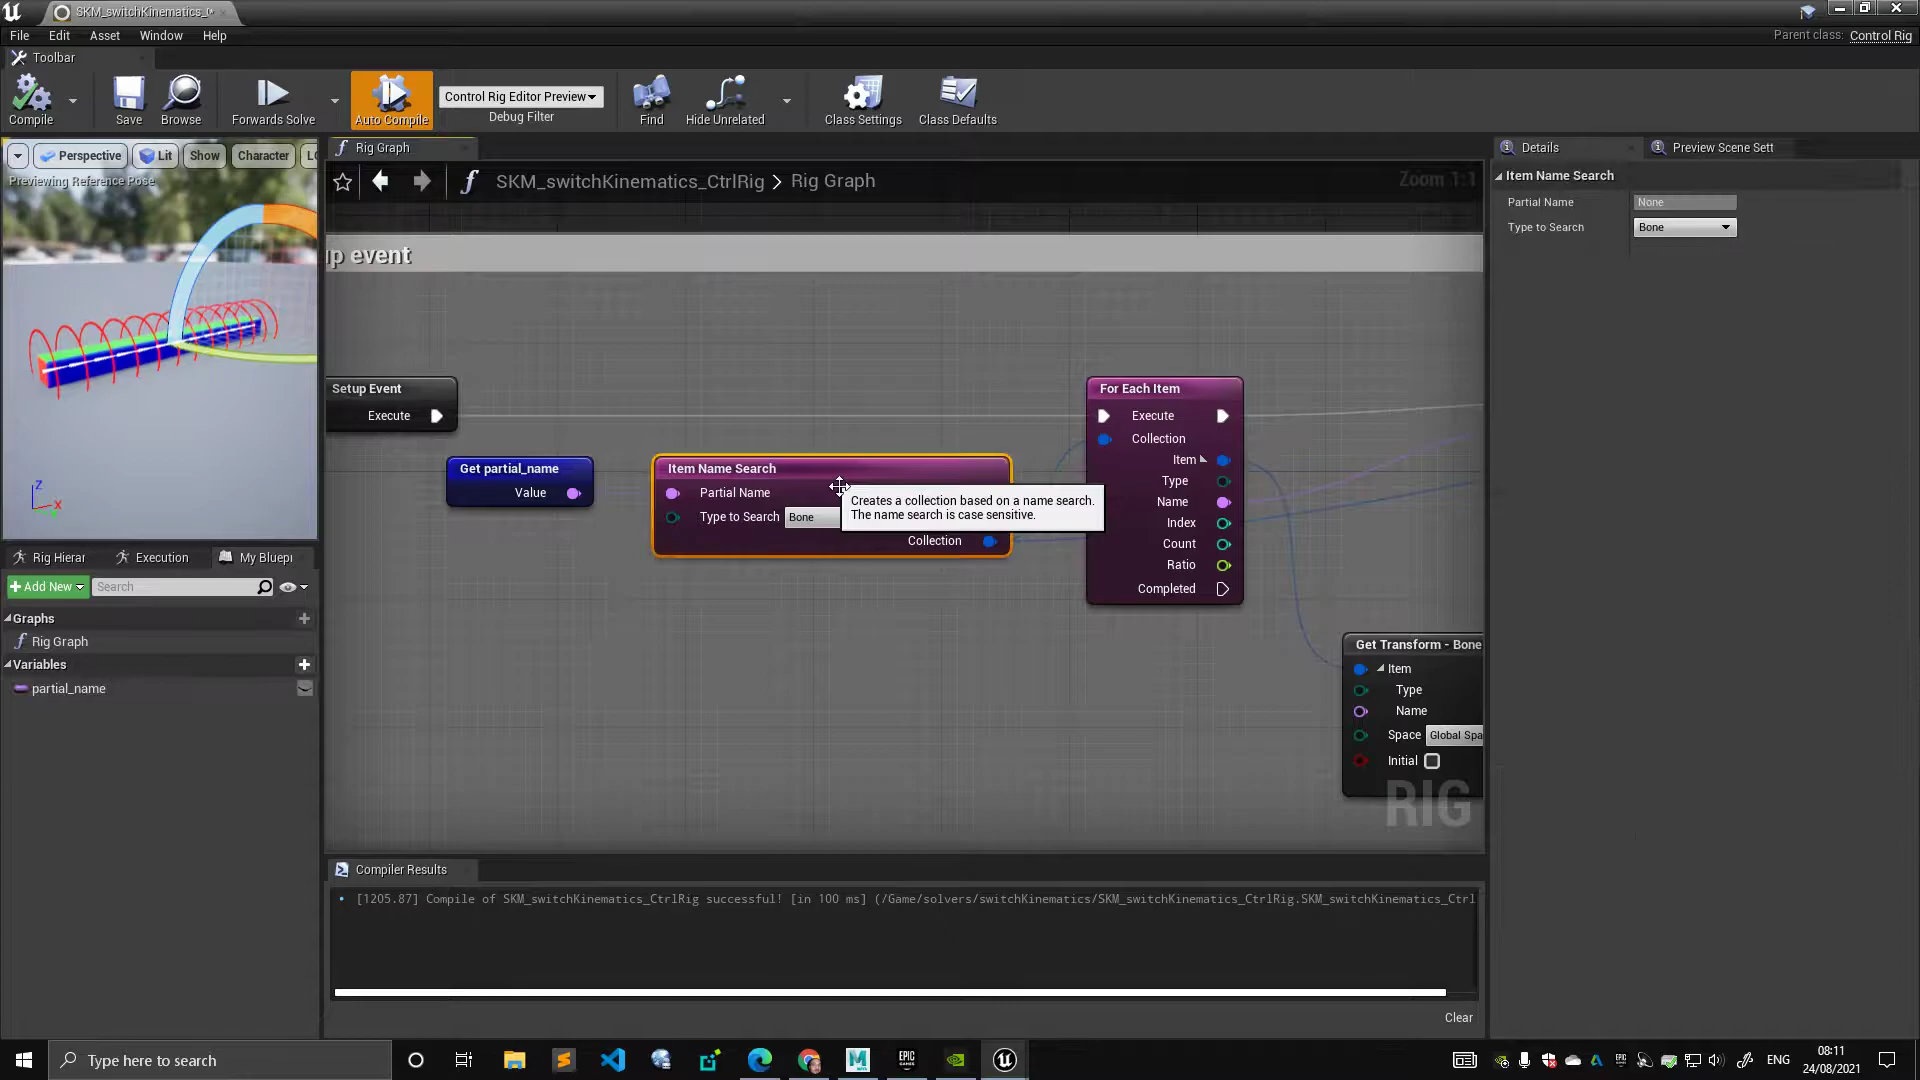 SKM_switchKinematics_
File Edit Asset Window Help
Parent class: Control Rig
Toolbar
Compile
Save
Browse
Forwards Solve
Auto Compile
Control Rig Editor Preview
Debug Filter
Find
Hide Unrelated
Class Settings
Class Defaults
Perspective
Lit
Show
Character
Previewing Reference Pose
Z
X
Rig Graph
SKM_switchKinematics_CtrlRig > Rig Graph
Zoom 1:1
up event
Setup Event
Execute
Get partial_name
Value
Item Name Search
Partial Name
Type to Search Bone
Collection
Creates a collection based on a name search.
The name search is case sensitive.
For Each Item
Execute
Collection
Item
Type
Name
Index
Count
Ratio
Completed
Get Transform - Bone
Item
Type
Name
Space Global Spa
Initial
RIG
Details
Preview Scene Sett
Item Name Search
Partial Name None
Type to Search Bone
Rig Hierar
Execution
My Bluepi
Add New
Search
Graphs
Rig Graph
Variables
partial_name
Compiler Results
[1205.87] Compile of SKM_switchKinematics_CtrlRig successful! [in 100 ms] (/Game/solvers/switchKinematics/SKM_switchKinematics_CtrlRig.SKM_switchKinematics_Ctrl
Clear
Type here to search
EPIC
ENG
08:11
24/08/2021